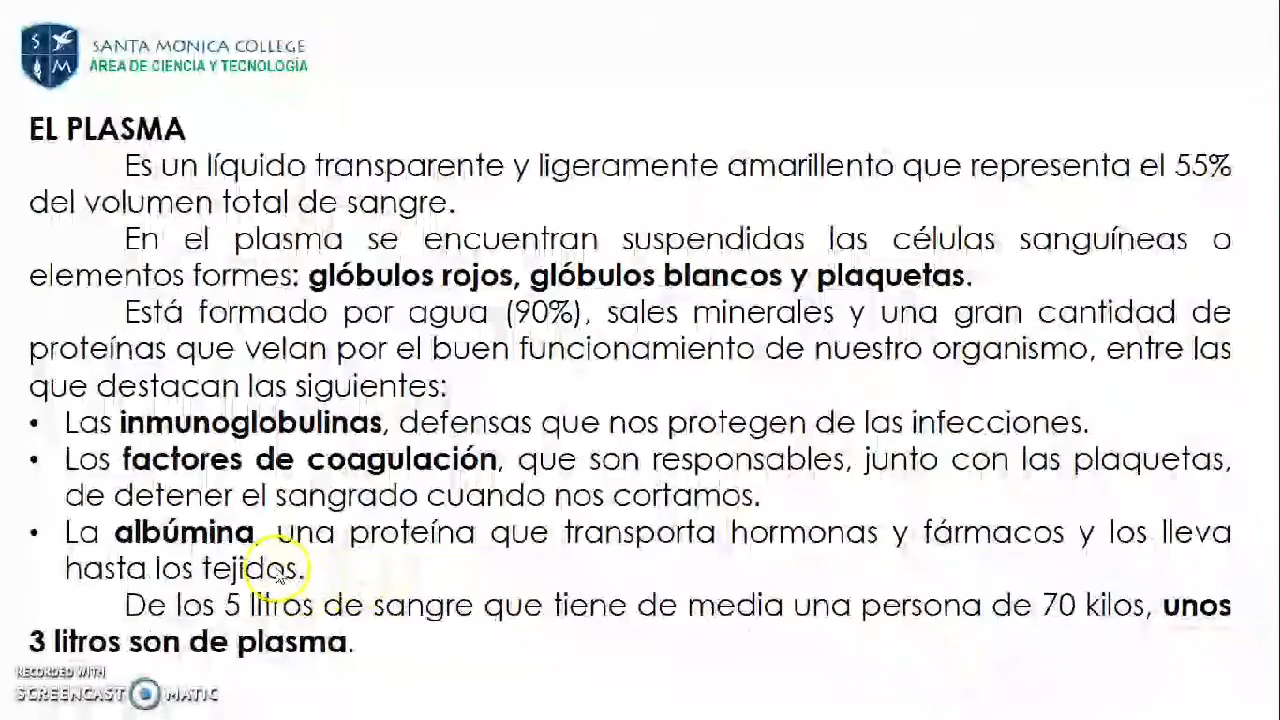 S
M
SANTA MONICA COLLEGE
ÁREA DE CIENCIA Y TECNOLOGÍA
EL PLASMA
Es un líquido transparente y ligeramente amarillento que representa el 55%
del volumen total de sangre.
En el plasma se encuentran suspendidas las células sanguíneas o
elementos formes: glóbulos rojos, glóbulos blancos y plaquetas.
Está formado por agua (90%), sales minerales y una gran cantidad de
proteínas que velan por el buen funcionamiento de nuestro organismo, entre las
que destacan las siguientes:
• Las inmunoglobulinas, defensas que nos protegen de las infecciones.
• Los factores de coagulación, que son responsables, junto con las plaquetas,
de detener el sangrado cuando nos cortamos.
• La albúmina, una proteína que transporta hormonas y fármacos y los lleva
hasta los tejidos.
De los 5 litros de sangre que tiene de media una persona de 70 kilos, unos
3 litros son de plasma.
RECORDED WITH
SCREENCAST MATIC